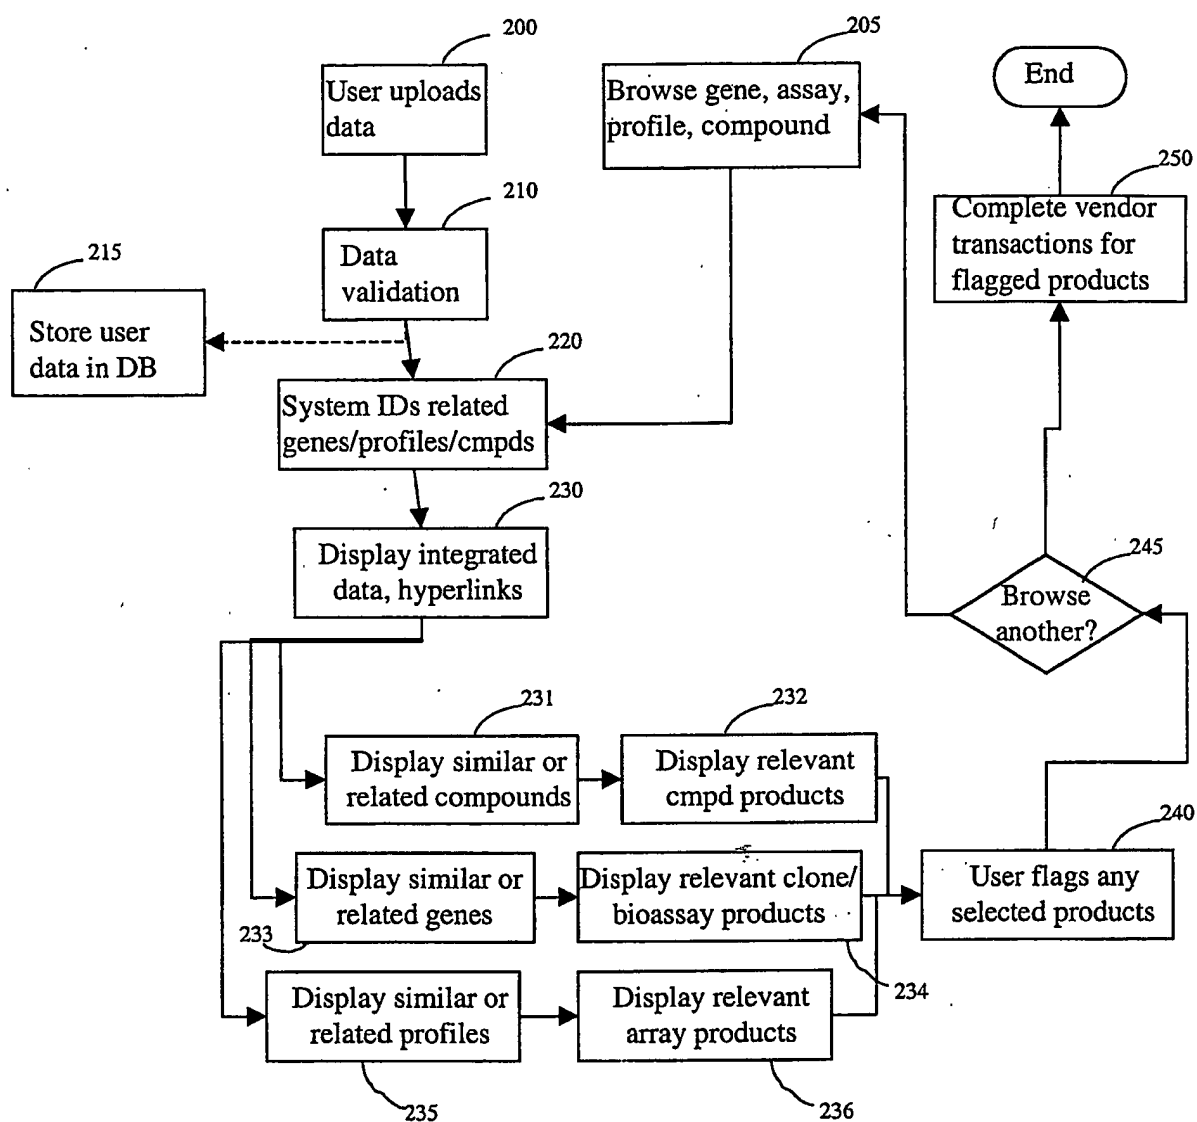 200
User uploads
data
205
Browse gene, assay,
profile, compound
End
250
Complete vendor
transactions for
flagged products
210
Data
validation
215
Store user
data in DB
220
System IDs related
genes/profiles/cmpds
230
Display integrated
data, hyperlinks
245
Browse
another?
231
Display similar or
related compounds
232
Display relevant
cmpd products
233
Display similar or
related genes
234
Display relevant clone/
bioassay products
240
User flags any
selected products
235
Display similar or
related profiles
236
Display relevant
array products